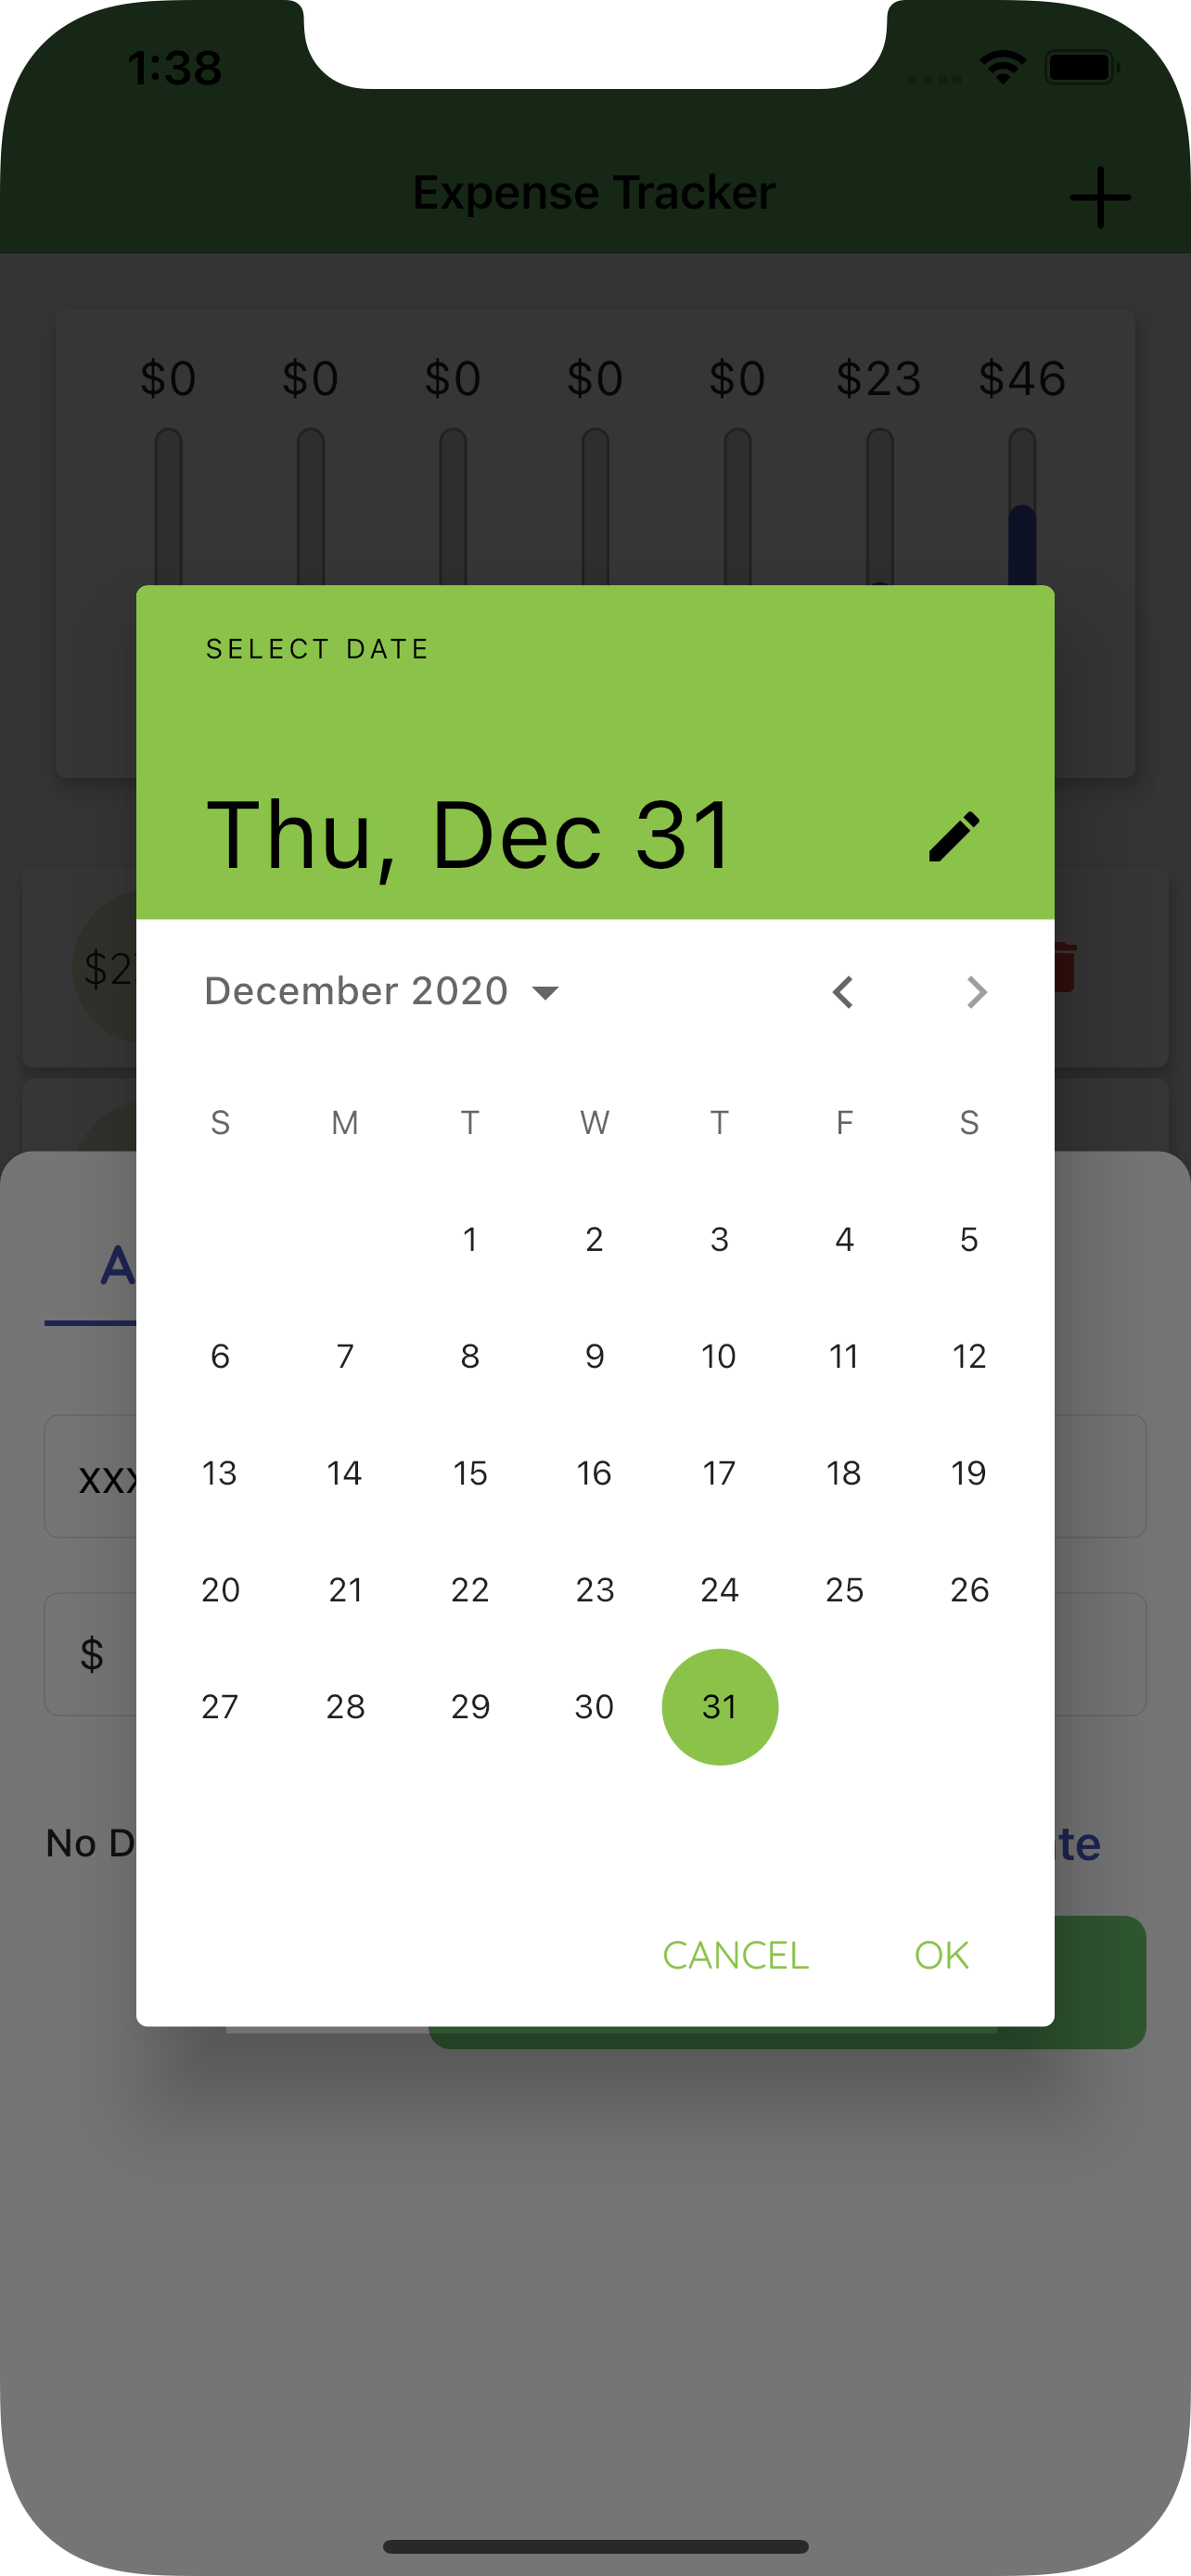 1:38
Expense Tracker
$0 $0 $0 $0 $0 $23 $46
SELECT DATE
Thu, Dec 31
December 2020
S M T W T F S
1 2 3 4 5
6 7 8 9 10 11 12
13 14 15 16 17 18 19
20 21 22 23 24 25 26
27 28 29 30 31
$
No
CANCEL OK